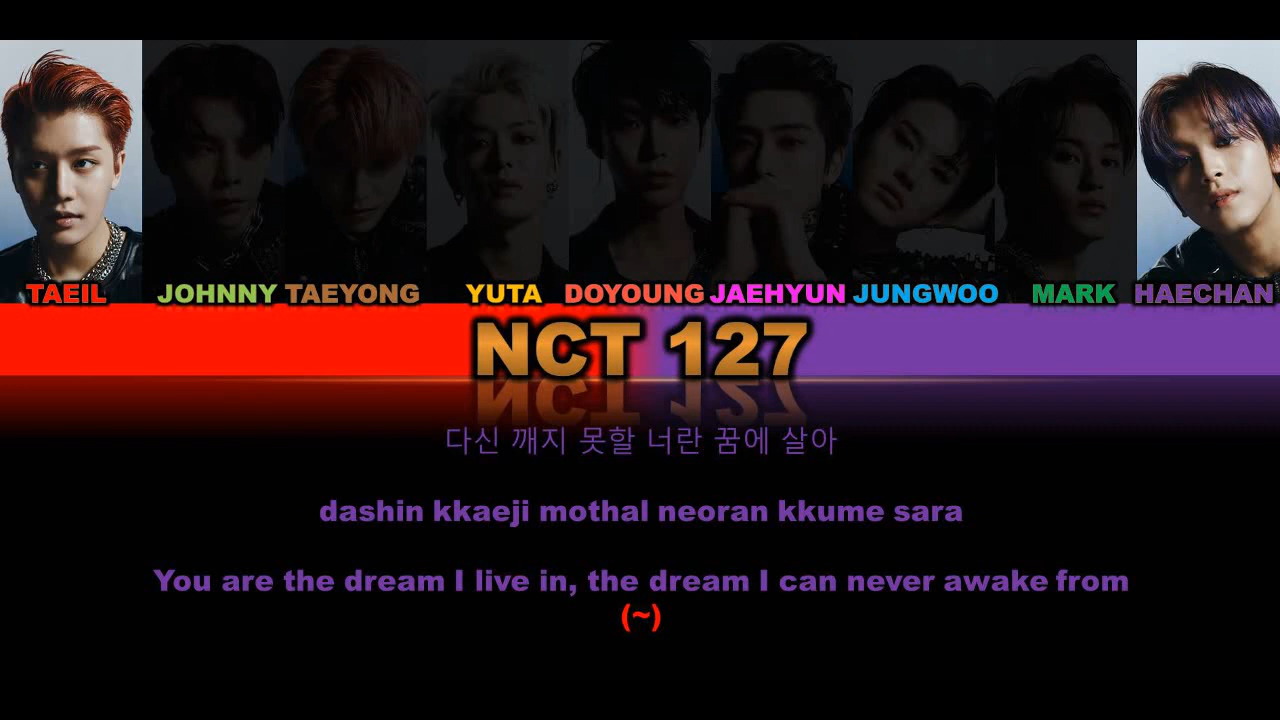 TAEIL JOHNNY TAEYONG YUTA DOYOUNG JAEHYUN JUNGWOO MARK HAECHAN
NCT 127
다신 깨지 못할 너란 꿈에 살아
dashin kkaeji mothal neoran kkume sara
You are the dream I live in, the dream I can never awake from
(~)